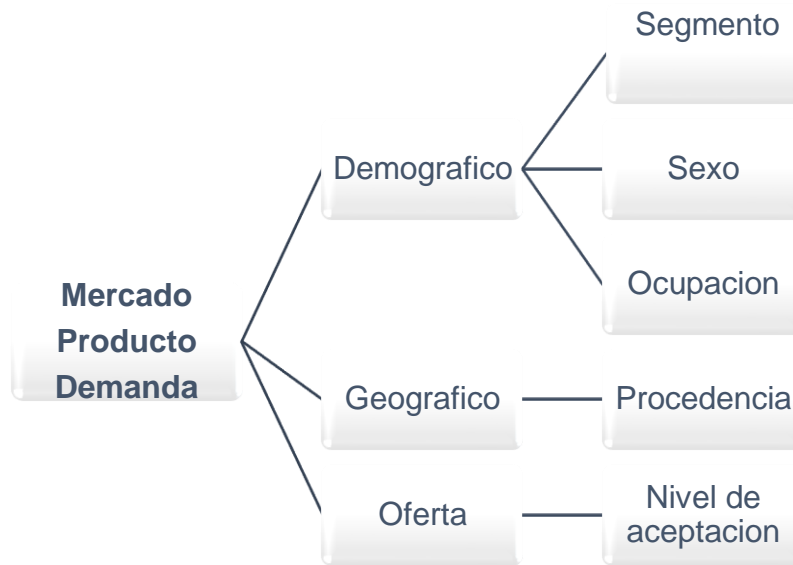 Segmento
Demografico
Sexo
Ocupacion
Mercado
Producto
Demanda
Geografico
Procedencia
Oferta
Nivel de
aceptacion